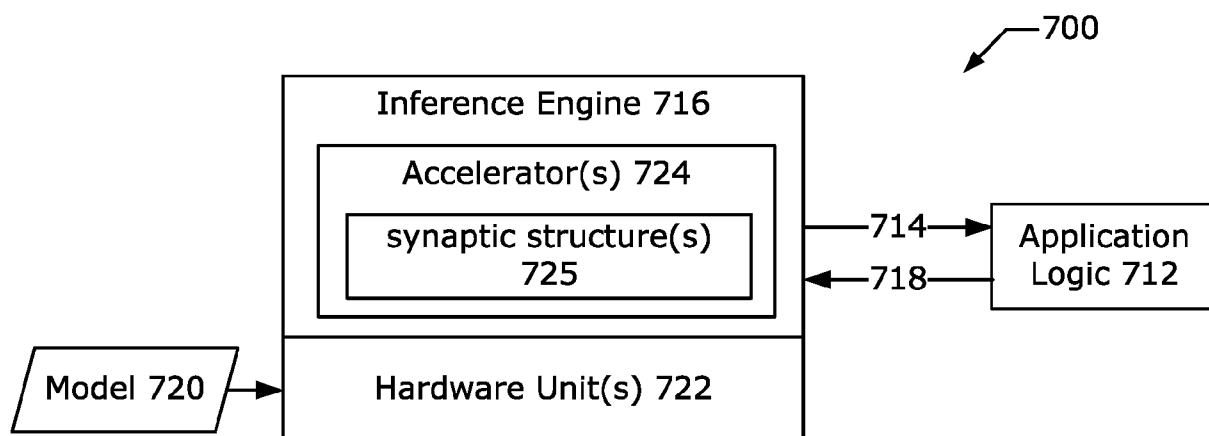 700
Inference Engine 716
Accelerator(s) 724
synaptic structure(s)
725
714
718
Application
Logic 712
Model 720
Hardware Unit(s) 722